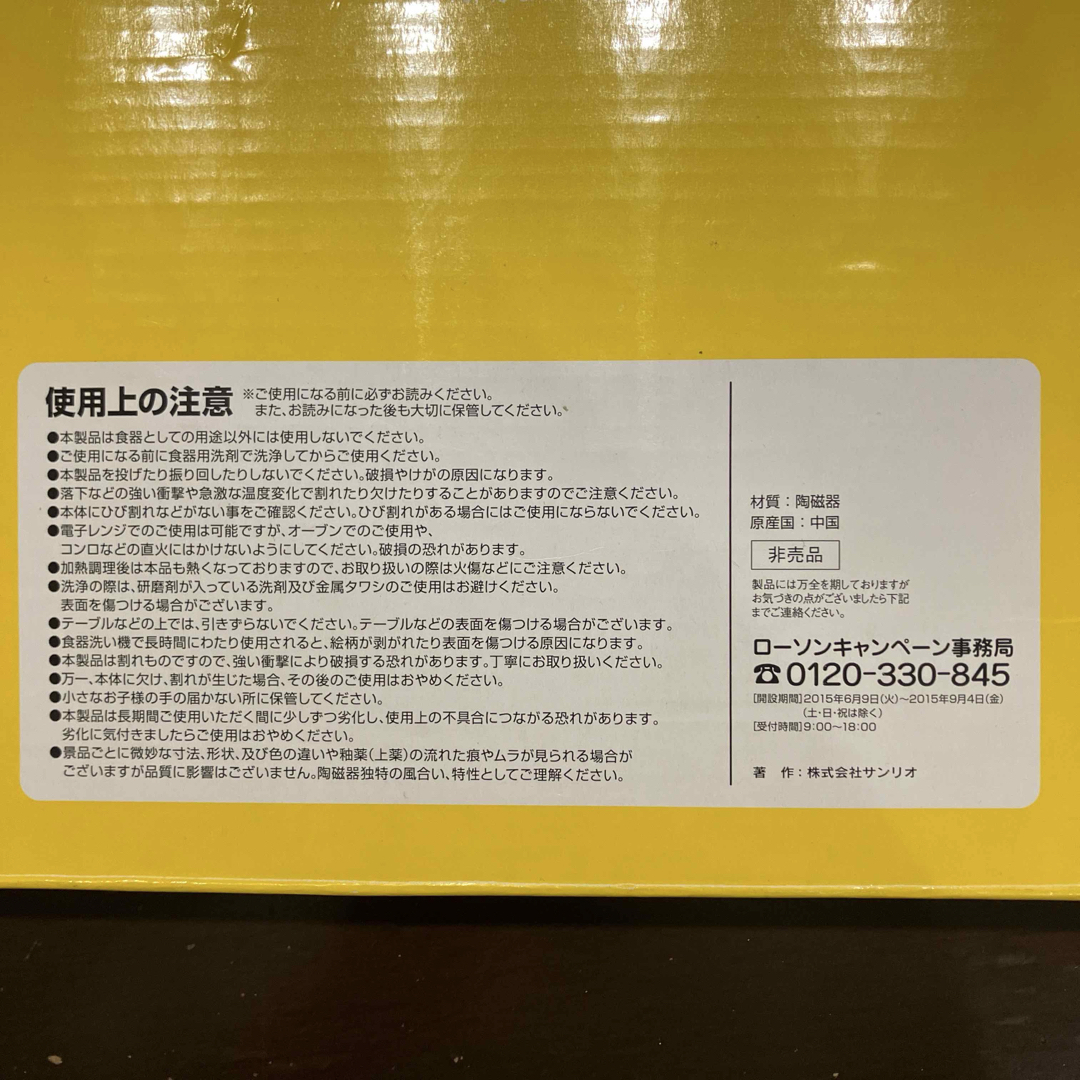 使用上の注意
※ご使用になる前に必ずお読みください。
また、お読みになった後も大切に保管してください。
●本製品は食器としての用途以外には使用しないでください。
●ご使用になる前に食器用洗剤で洗浄してからご使用ください。
●本製品を投げたり振り回したりしないでください。破損やけがの原因になります。
●落下などの強い衝撃や急激な温度変化で割れたり欠けたりすることがありますのでご注意ください。
●本体にひび割れなどがない事をご確認ください。ひび割れがある場合にはご使用にならないでください。
●電子レンジでのご使用は可能ですが、オーブンでのご使用や、
コンロなどの直火にはかけないようにしてください。破損の恐れがあります。
●加熱調理後は本品も熱くなっておりますので、お取り扱いの際は火傷などにご注意ください。
●洗浄の際は、研磨剤が入っている洗剤及び金属タワシのご使用はお避けください。
表面を傷つける場合がございます。
●テーブルなどの上では、引きずらないでください。テーブルなどの表面を傷つける場合がございます。
●食器洗い機で長時間にわたり使用されると、絵柄が剥がれたり表面を傷つける原因になります。
●本製品は割れものですので、強い衝撃により破損する恐れがあります。丁寧にお取り扱いください。
●万一、本体に欠け、割れが生じた場合、その後のご使用はおやめください。
●小さなお子様の手の届かない所に保管してください。
●本製品は長期間ご使用いただく間に少しずつ劣化し、使用上の不具合につながる恐れがあります。
劣化に気付きましたらご使用はおやめください。
●景品ごとに微妙な寸法、形状、及び色の違いや釉薬(上薬)の流れた痕やムラが見られる場合が
ございますが品質に影響はございません。陶磁器独特の風合い、特性としてご理解ください。
材質：陶磁器
原産国：中国
非売品
製品には万全を期しておりますが
お気づきの点がございましたら下記
までご連絡ください。
ローソンキャンペーン事務局
☎0120-330-845
[開設期間]2015年6月9日(火)～2015年9月4日(金)
(土・日・祝は除く)
[受付時間]9:00～18:00
著　作：株式会社サンリオ